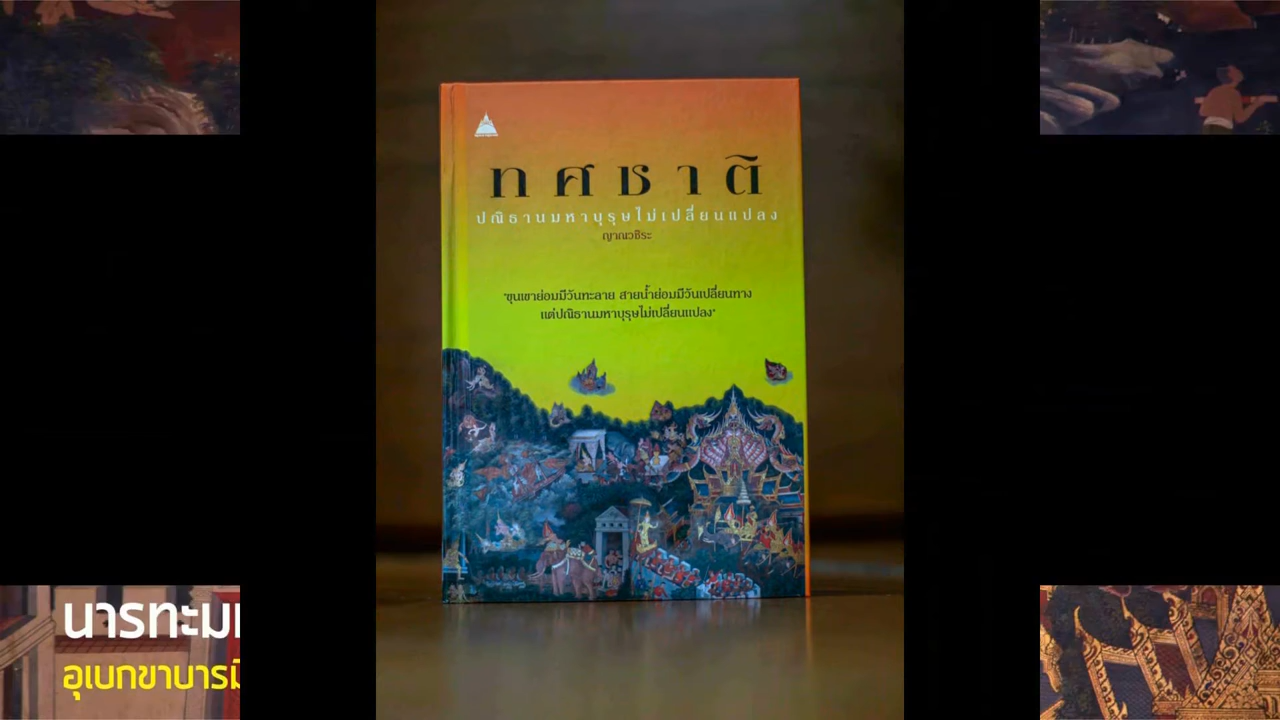 ทศชาติ
ปณิธานมหาบุรุษไม่เปลี่ยนแปลง
ญาณวชิระ
"ขุนเขาย่อมมีวันทะลาย สายน้ำย่อมมีวันเปลี่ยนทาง
แต่ปณิธานมหาบุรุษไม่เปลี่ยนแปลง"
นารทะม
อุเบกขาบารมี